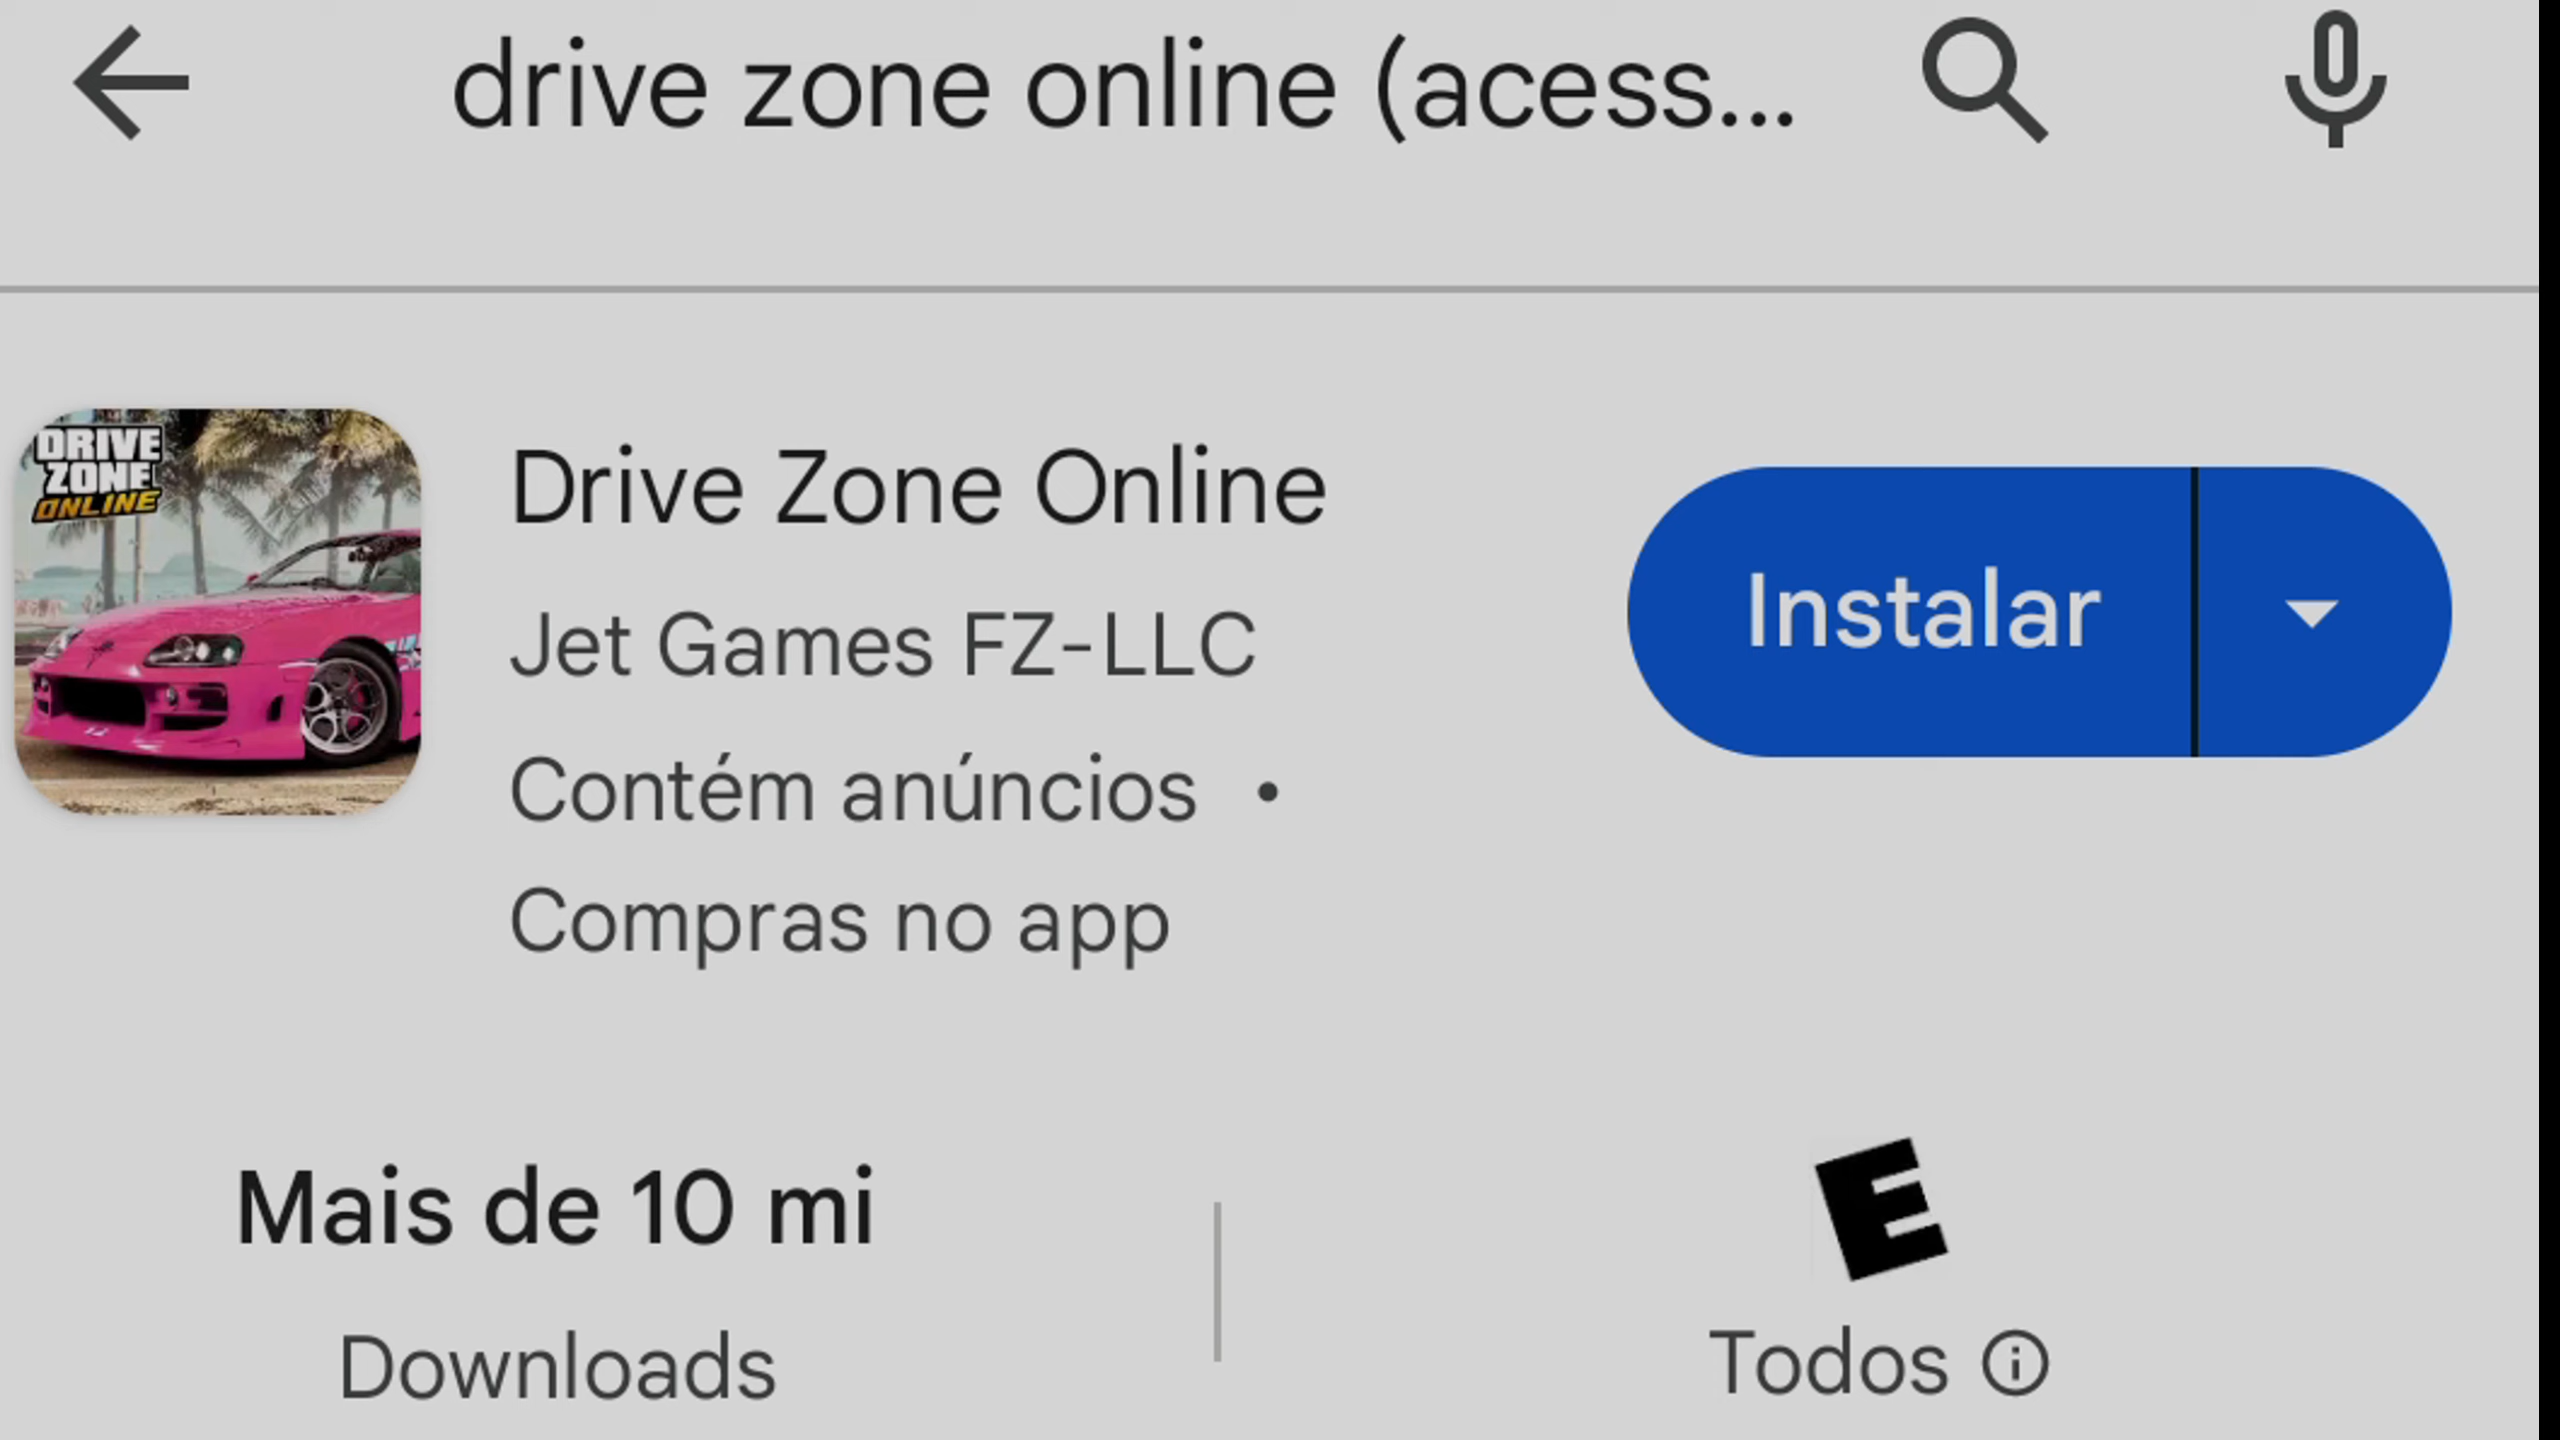 drive zone online (acess...
DRIVE
ZONE
ONLINE
Drive Zone Online
Jet Games FZ-LLC
Contém anúncios •
Compras no app
Instalar
Mais de 10 mi
Downloads
E
Todos